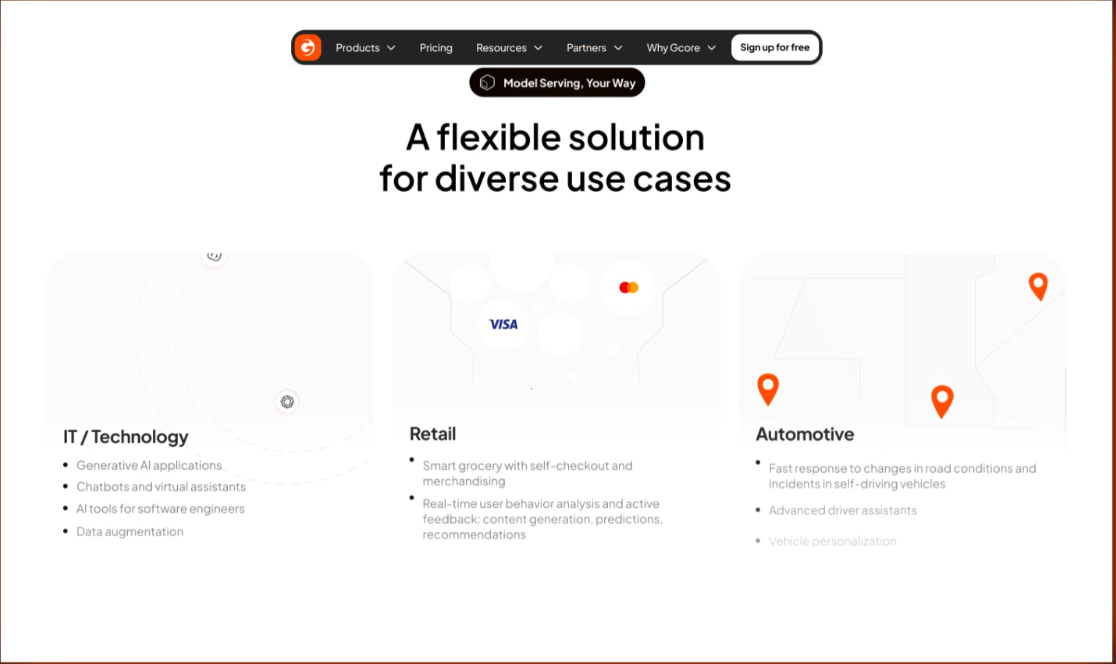 Products
Pricing
Resources
Partners
Why Gcore
Sign up for free
Model Serving, Your Way
A flexible solution
for diverse use cases
VISA
IT / Technology
Generative AI applications
Chatbots and virtual assistants
AI tools for software engineers
Data augmentation
Retail
Smart grocery with self-checkout and
merchandising
Real-time user behavior analysis and active
feedback: content generation, predictions,
recommendations
Automotive
Fast response to changes in road conditions and
incidents in self-driving vehicles
Advanced driver assistants
Vehicle personalization